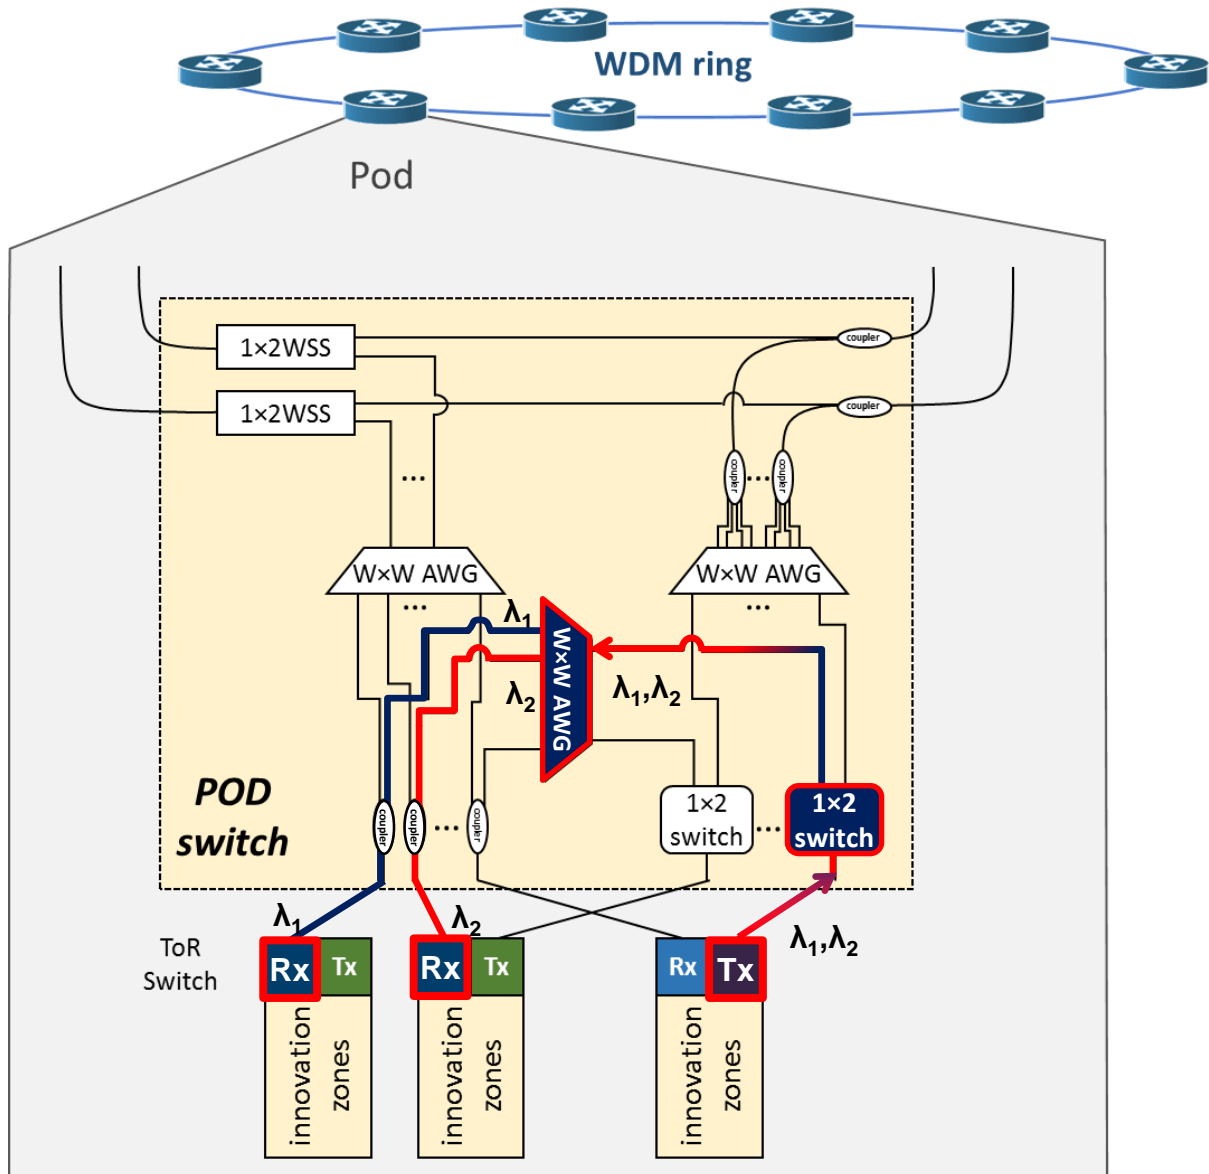 WDM ring
Pod
1×2WSS
coupler
1×2WSS
coupler
...
coupler
...
coupler
W×W AWG
W×W AWG
...
...
λ1
W×W AWG
λ2
λ1,λ2
POD
switch
coupler
coupler
...
coupler
1×2
switch
...
1×2
switch
λ1
λ2
λ1,λ2
ToR
Switch
Rx
Tx
Rx
Tx
Rx
Tx
innovation
zones
innovation
zones
innovation
zones